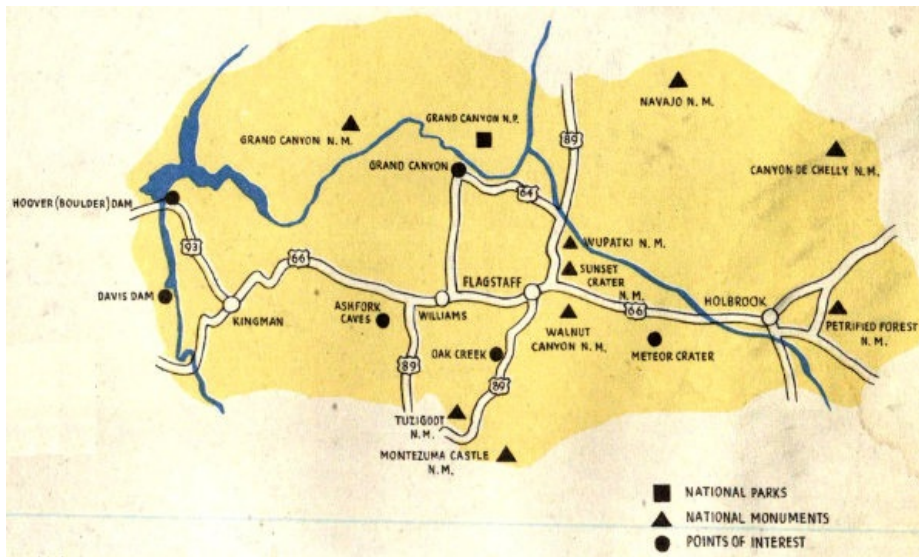 NAVAJO N. M.
GRAND CANYON N.P.
GRAND CANYON N. M.
89
CANYON DE CHELLY N.M.
GRAND CANYON
64
HOOVER (BOULDER) DAM
93
WUPATKI N. M.
66
SUNSET
CRATER
N. M.
FLAGSTAFF
DAVIS DAM
HOLBROOK
ASHFORK
CAVES
WILLIAMS
KINGMAN
66
WALNUT
CANYON N. M.
PETRIFIED FOREST
N. M.
OAK CREEK
METEOR CRATER
89
89
TUZIGOOT
N. M.
MONTEZUMA CASTLE
N. M.
NATIONAL PARKS
NATIONAL MONUMENTS
POINTS OF INTEREST